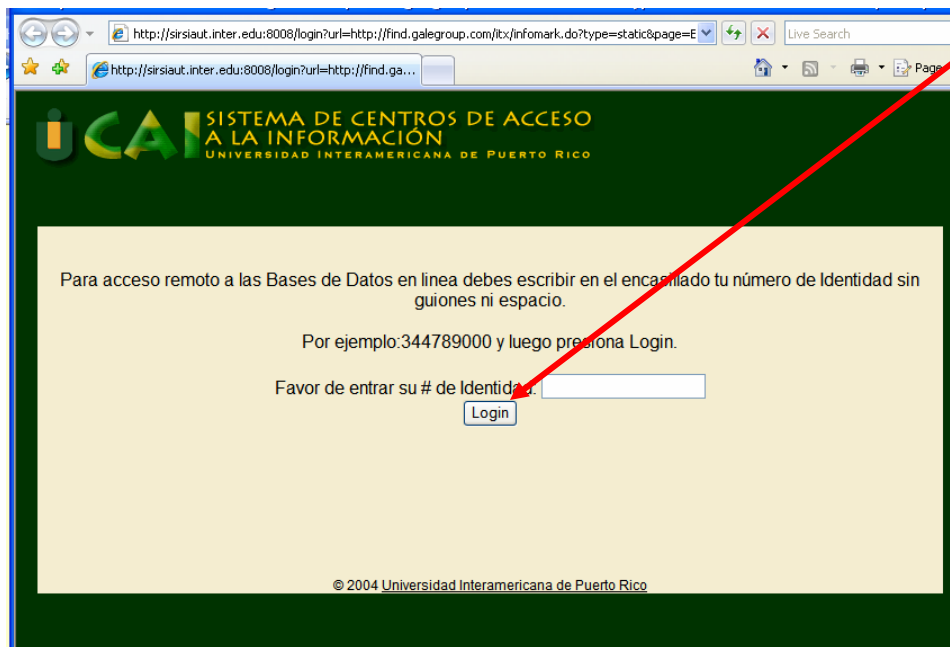 http://sirsiaut.inter.edu:8008/login?url=http://find.galegroup.com/itx/infomark.do?type=static&page=E
Live Search
http://sirsiaut.inter.edu:8008/login?url=http://find.ga...
Page
CAI
SISTEMA DE CENTROS DE ACCESO
A LA INFORMACIÓN
UNIVERSIDAD INTERAMERICANA DE PUERTO RICO
Para acceso remoto a las Bases de Datos en linea debes escribir en el encasillado tu número de Identidad sin
guiones ni espacio.
Por ejemplo:344789000 y luego presiona Login.
Favor de entrar su # de Identidad:
Login
© 2004 Universidad Interamericana de Puerto Rico